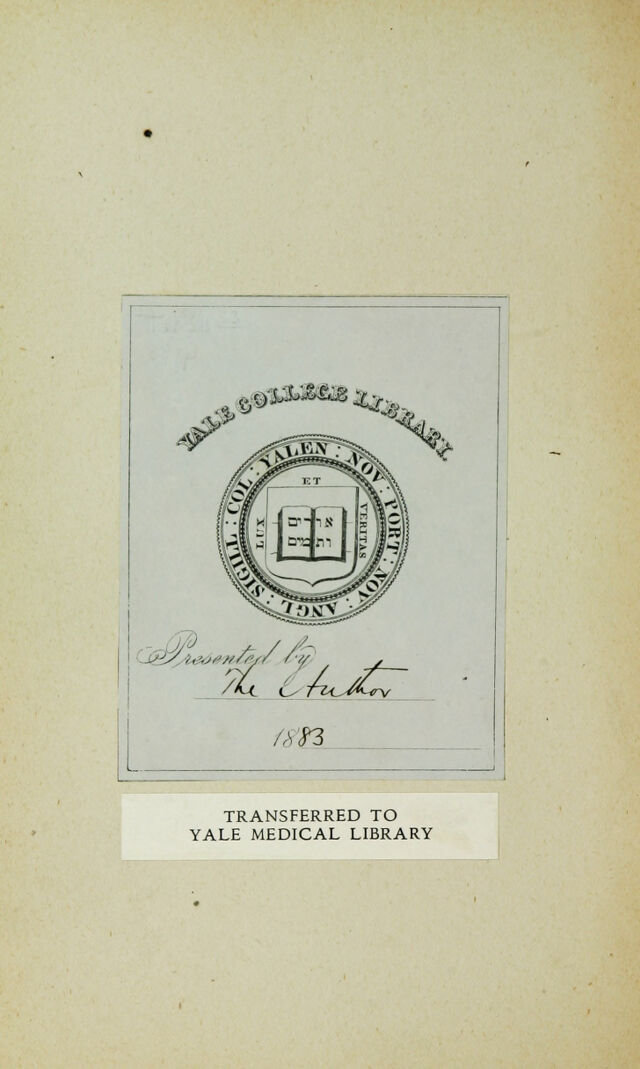 YALE COLLEGE LIBRARY.
SIGILL : COL : YALEN : NOV : PORT : NOV : ANGL :
ET
LUX
VERITAS
אורים
ותמים
Presented by
The Author
1883
TRANSFERRED TO
YALE MEDICAL LIBRARY